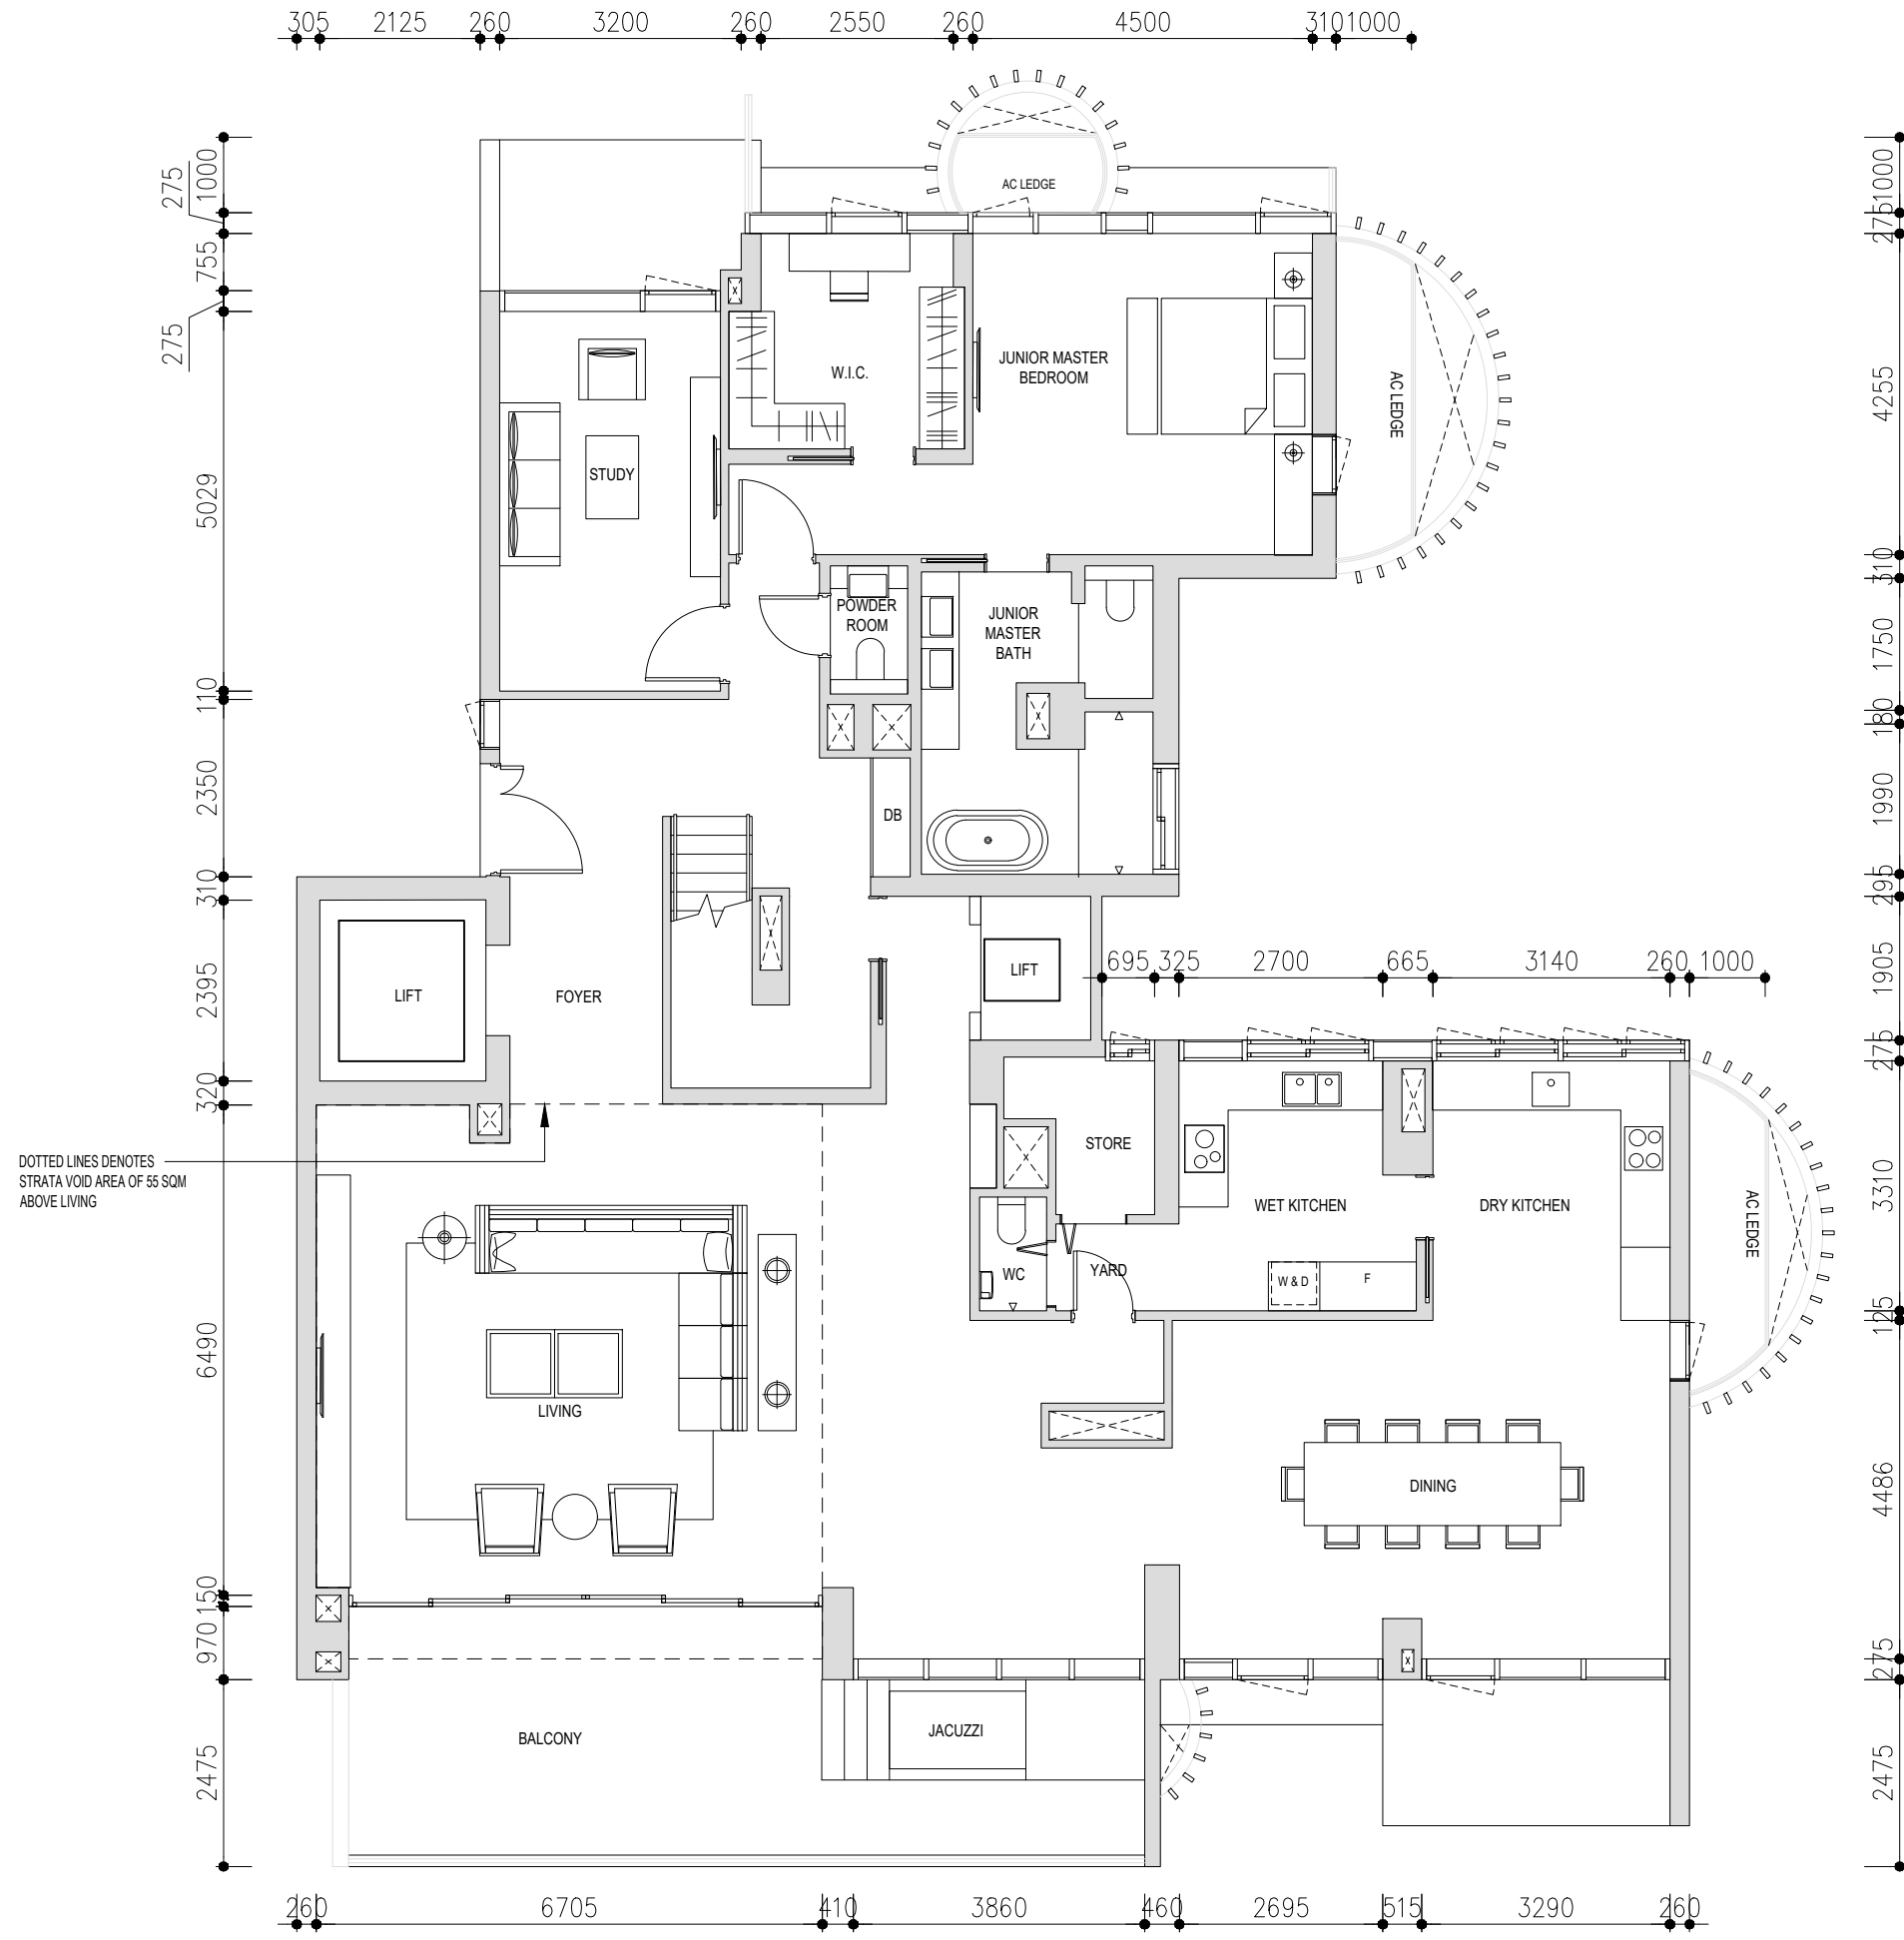 305 2125 260 3200 260 2550 260 4500 310 1000
275
1000
755
275
5029
110
2350
310
2395
320
6490
150
970
2475
1000
275
4255
310
1750
180
1990
295
1905
275
3310
125
4486
275
2475
AC LEDGE
JUNIOR MASTER
BEDROOM
W.I.C.
AC LEDGE
STUDY
POWDER
ROOM
JUNIOR
MASTER
BATH
DB
LIFT
FOYER
LIFT
695 325 2700 665 3140 260 1000
DOTTED LINES DENOTES
STRATA VOID AREA OF 55 SQM
ABOVE LIVING
STORE
WET KITCHEN
DRY KITCHEN
AC LEDGE
WC
YARD
W & D
F
LIVING
DINING
BALCONY
JACUZZI
260 6705 410 3860 460 2695 515 3290 260